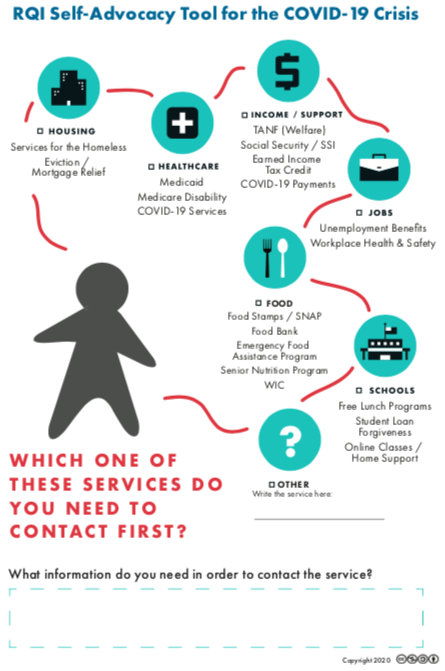 RQI Self-Advocacy Tool for the COVID-19 Crisis
HOUSING
Services for the Homeless
Eviction /
Mortgage Relief
HEALTHCARE
Medicaid
Medicare Disability
COVID-19 Services
$
INCOME / SUPPORT
TANF (Welfare)
Social Security / SSI
Earned Income
Tax Credit
COVID-19 Payments
JOBS
Unemployment Benefits
Workplace Health & Safety
FOOD
Food Stamps / SNAP
Food Bank
Emergency Food
Assistance Program
Senior Nutrition Program
WIC
SCHOOLS
Free Lunch Programs
Student Loan
Forgiveness
Online Classes /
Home Support
?
OTHER
Write the service here:
WHICH ONE OF
THESE SERVICES DO
YOU NEED TO
CONTACT FIRST?
What information do you need in order to contact the service?
Copyright 2020